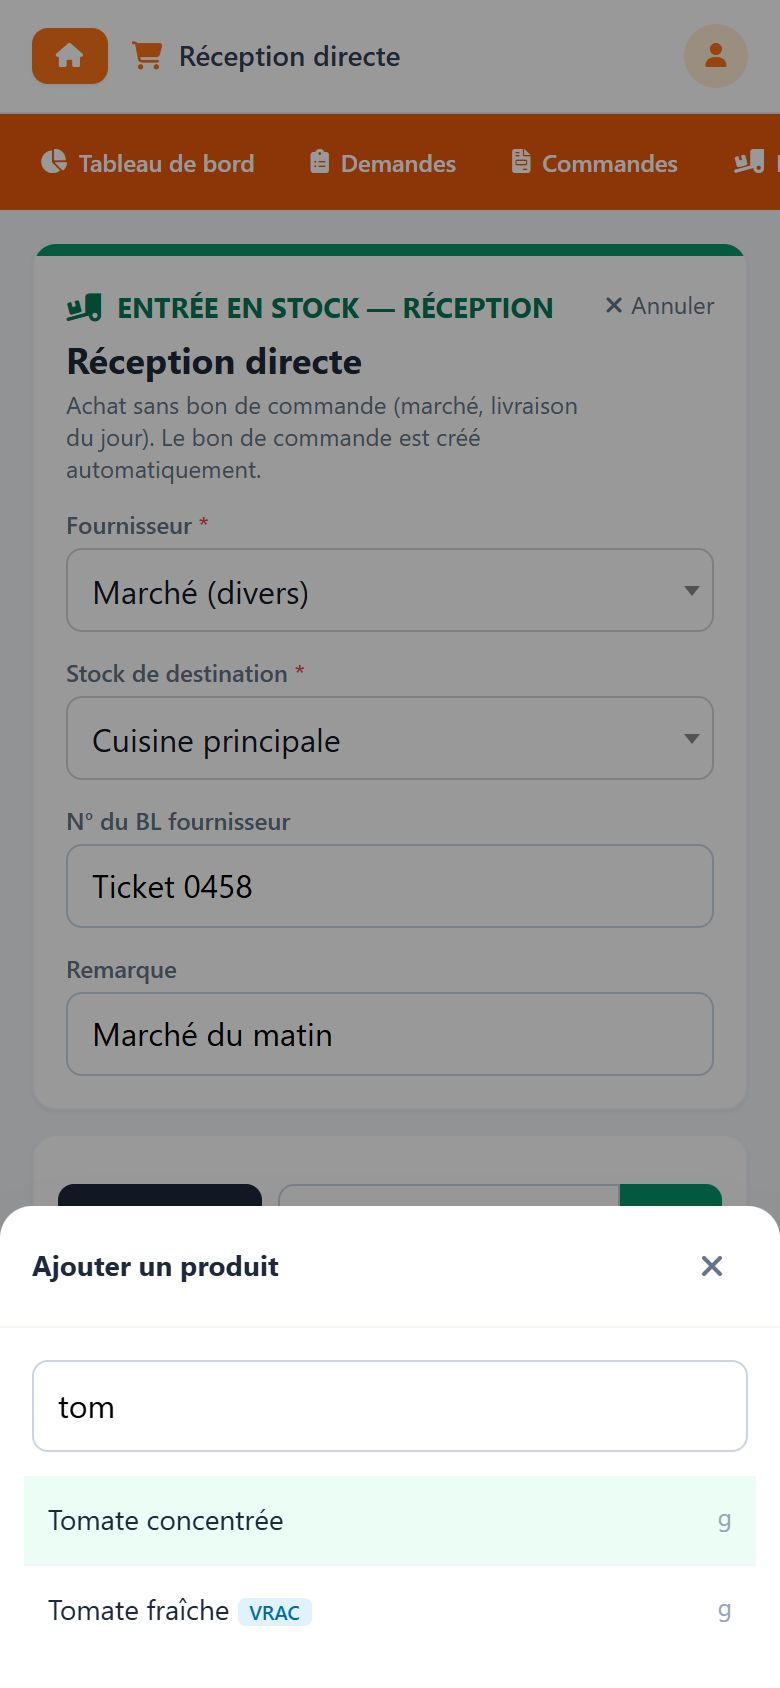 Réception directe
Tableau de bord
Demandes
Commandes
ENTRÉE EN STOCK — RÉCEPTION
Annuler
Réception directe
Achat sans bon de commande (marché, livraison
du jour). Le bon de commande est créé
automatiquement.
Fournisseur *
Marché (divers)
Stock de destination *
Cuisine principale
N° du BL fournisseur
Ticket 0458
Remarque
Marché du matin
Ajouter un produit
tom
Tomate concentrée g
Tomate fraîche VRAC g